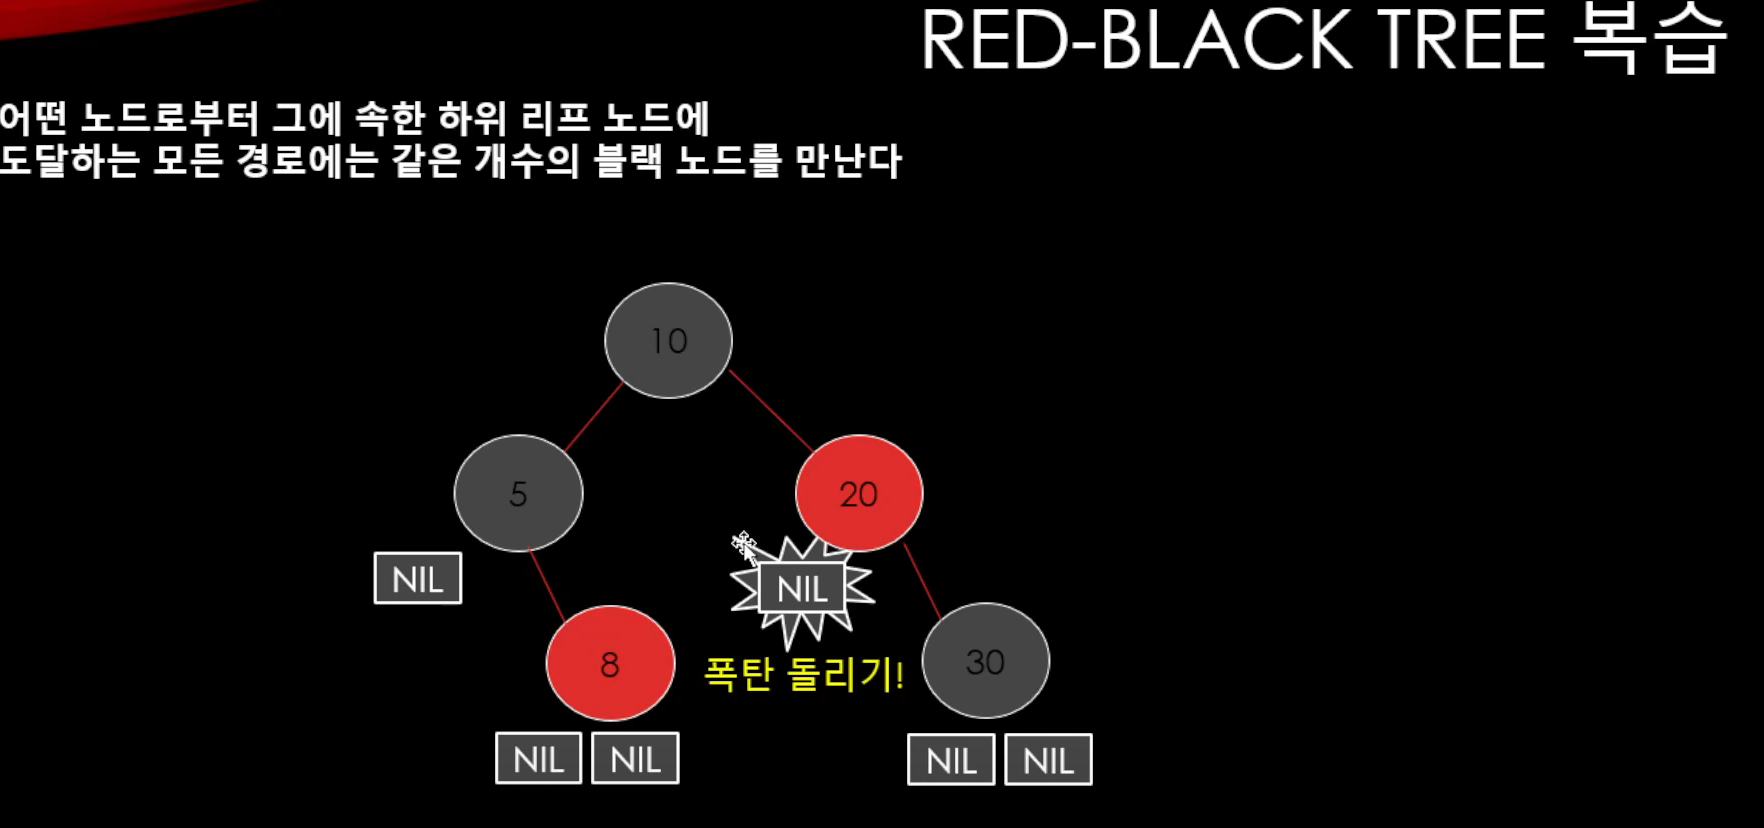 RED-BLACK TREE 복습
어떤 노드로부터 그에 속한 하위 리프 노드에
도달하는 모든 경로에는 같은 개수의 블랙 노드를 만난다
10
5
20
NIL
NIL
8
폭탄 돌리기!
30
NIL
NIL
NIL
NIL